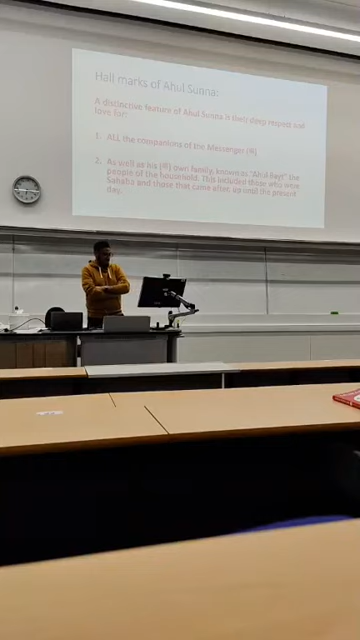 Hall marks of Ahul Sunna:
A distinctive feature of Ahul Sunna is their deep respect and
love for:
1. ALL the companions of the Messenger (ﷺ)
2. As well as his (ﷺ) own family, known as "Ahul-Bayt" the
people of the household. This included those who were
Sahaba and those that came after up until the present
day.